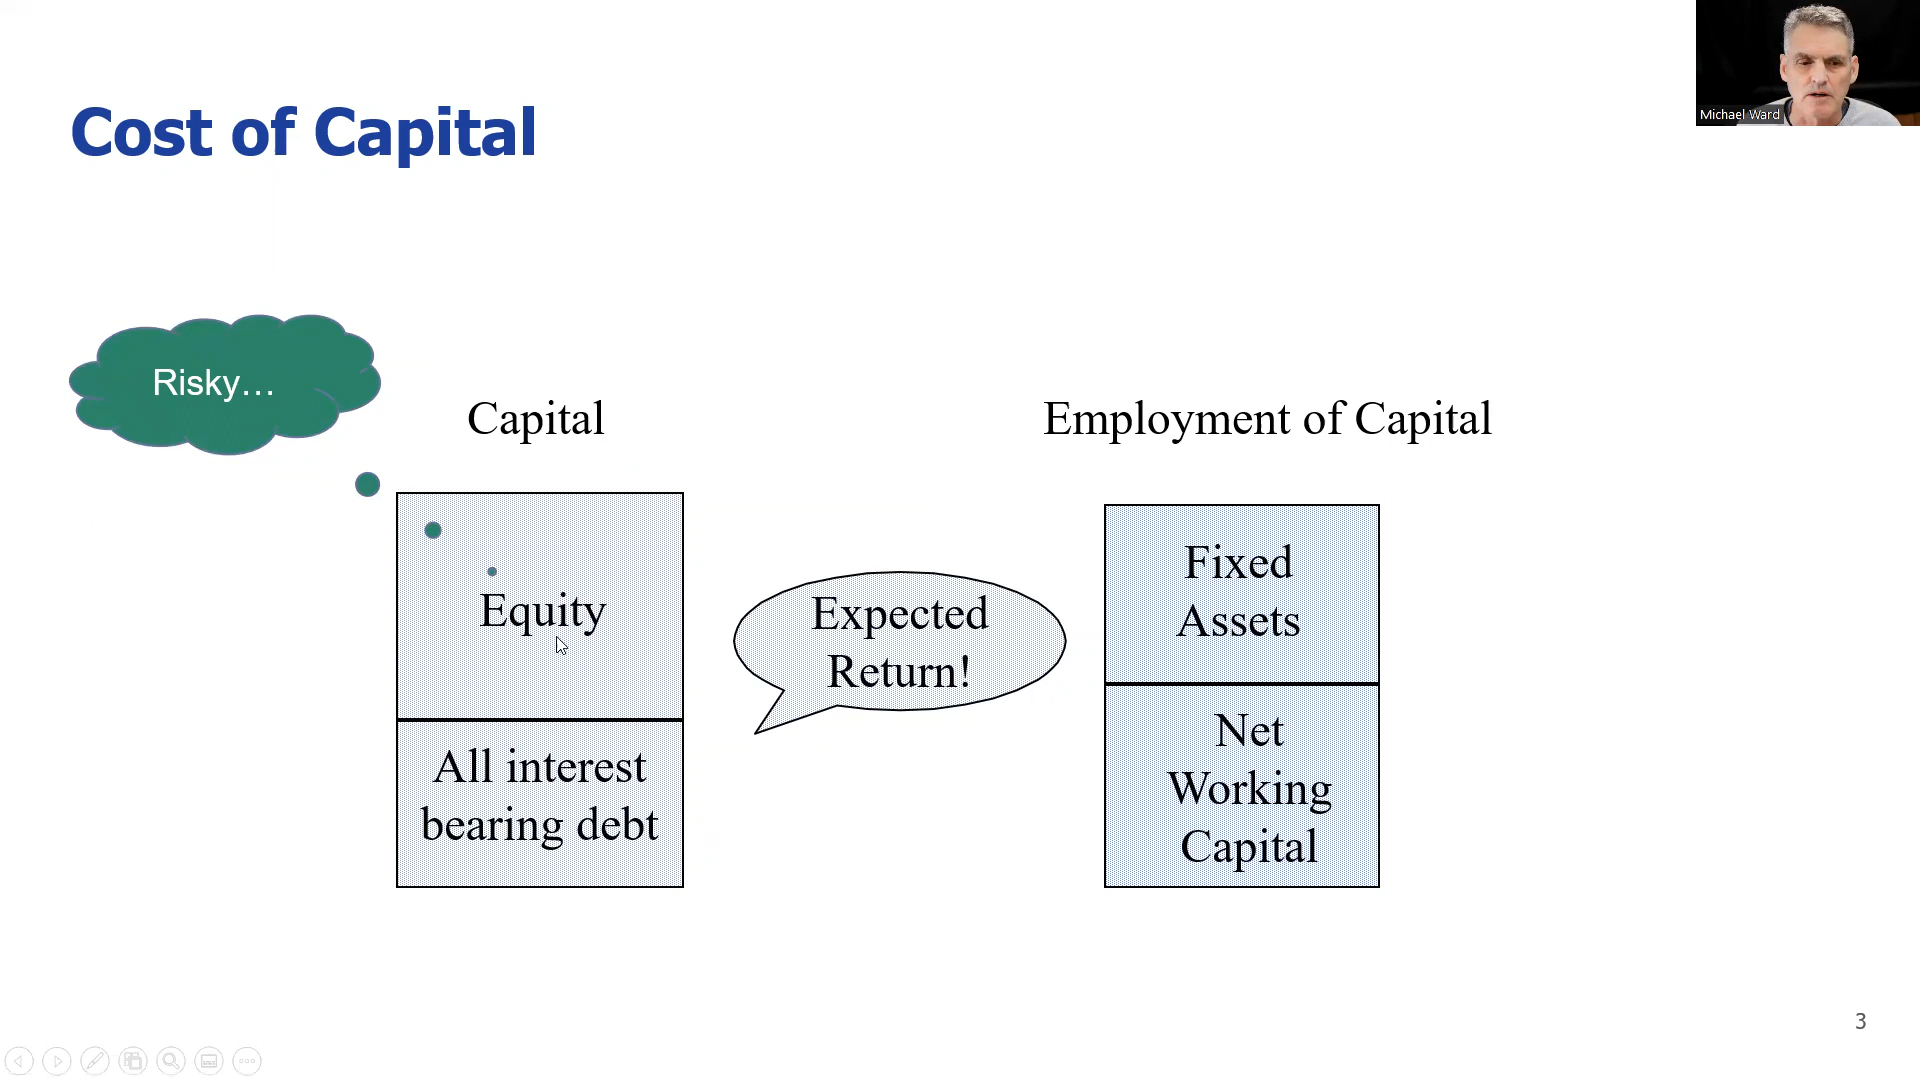 Michael Ward
Cost of Capital
Risky...
Capital
Employment of Capital
Equity
All interest
bearing debt
Expected
Return!
Fixed
Assets
Net
Working
Capital
3